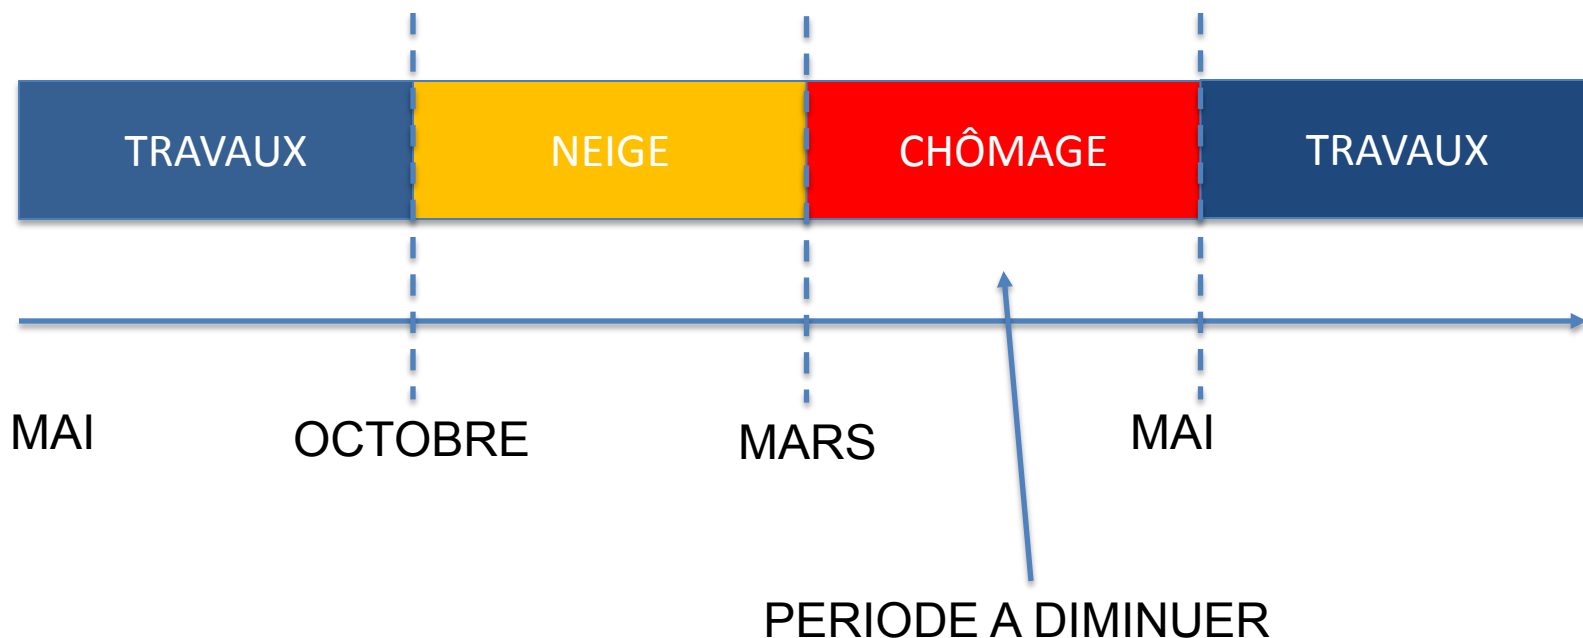 TRAVAUX
NEIGE
CHÔMAGE
TRAVAUX
MAI
OCTOBRE
MARS
MAI
PERIODE A DIMINUER